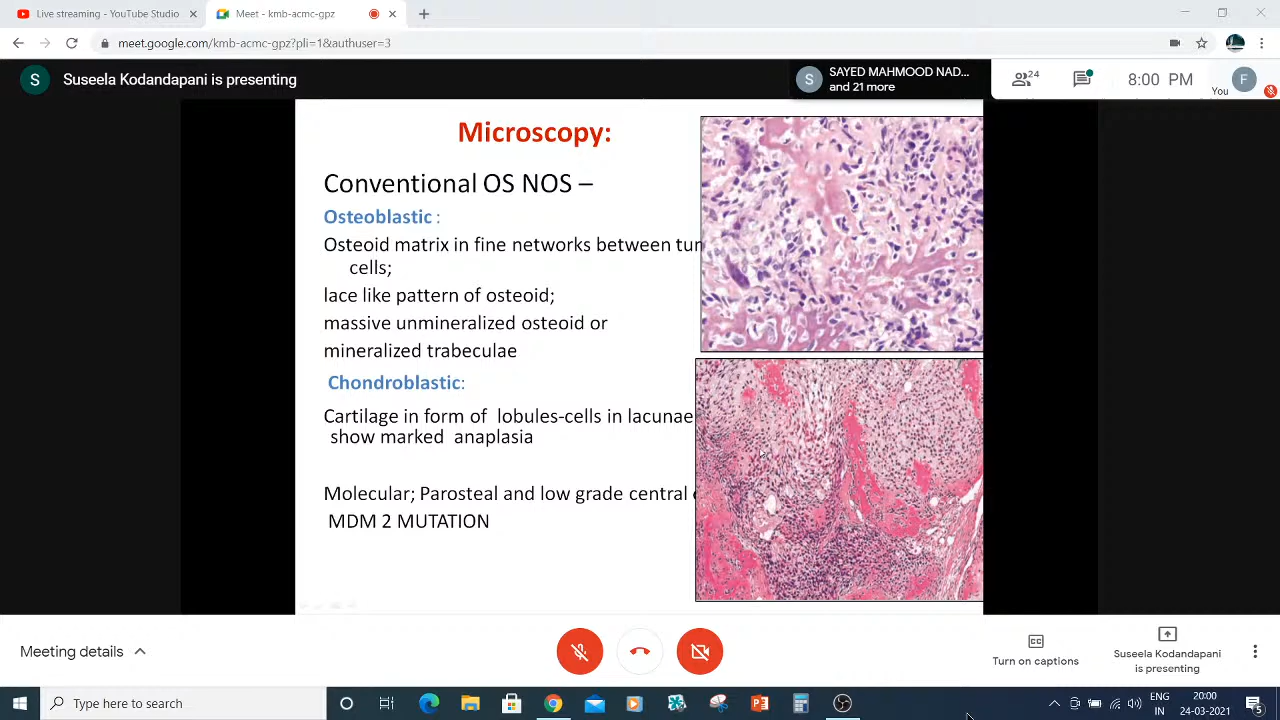 Live streaming - YouTube Studio
Meet - kmb-acmc-gpz
meet.google.com/kmb-acmc-gpz?pli=1&authuser=3
S
Suseela Kodandapani is presenting
S
SAYED MAHMOOD NAD...
and 21 more
24
8:00 PM
You
F
Microscopy:
Conventional OS NOS –
Osteoblastic :
Osteoid matrix in fine networks between tur
cells;
lace like pattern of osteoid;
massive unmineralized osteoid or
mineralized trabeculae
Chondroblastic:
Cartilage in form of lobules-cells in lacunae
show marked anaplasia
Molecular; Parosteal and low grade central
MDM 2 MUTATION
Meeting details
Turn on captions
Suseela Kodandapani
is presenting
Type here to search
ENG
IN
20:00
24-03-2021
5